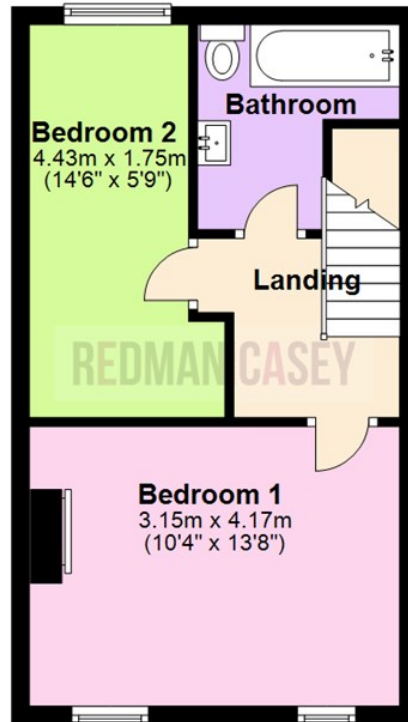 Bathroom
Bedroom 2
4.43m x 1.75m
(14'6" x 5'9")
Landing
REDMAN CASEY
Bedroom 1
3.15m x 4.17m
(10'4" x 13'8")